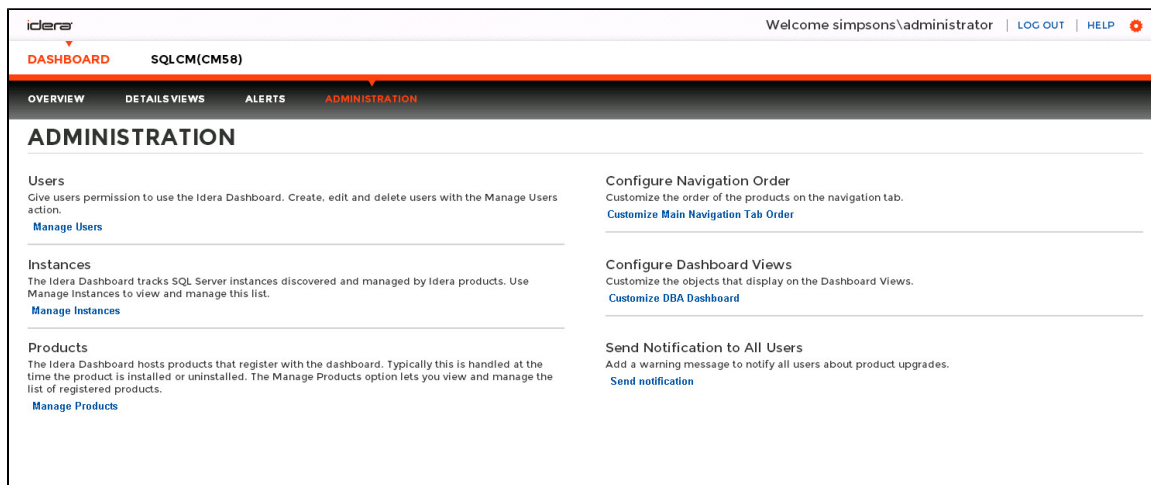 idera
Welcome simpsons\administrator | LOG OUT | HELP
DASHBOARD SQLCM(CM58)
OVERVIEW DETAILS VIEWS ALERTS ADMINISTRATION
ADMINISTRATION
Users
Give users permission to use the Idera Dashboard. Create, edit and delete users with the Manage Users
action.
Manage Users
Instances
The Idera Dashboard tracks SQL Server instances discovered and managed by Idera products. Use
Manage Instances to view and manage this list.
Manage Instances
Products
The Idera Dashboard hosts products that register with the dashboard. Typically this is handled at the
time the product is installed or uninstalled. The Manage Products option lets you view and manage the
list of registered products.
Manage Products
Configure Navigation Order
Customize the order of the products on the navigation tab.
Customize Main Navigation Tab Order
Configure Dashboard Views
Customize the objects that display on the Dashboard Views.
Customize DBA Dashboard
Send Notification to All Users
Add a warning message to notify all users about product upgrades.
Send notification